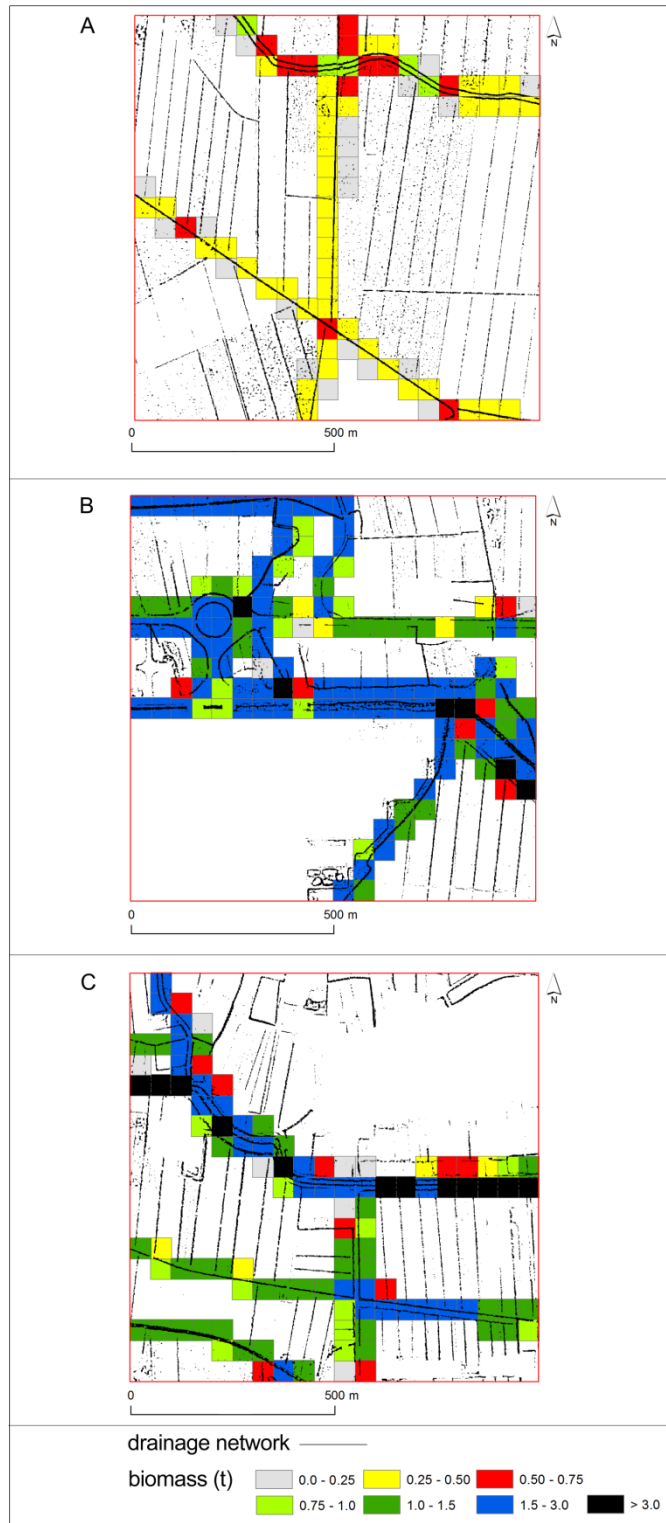 A
N
0
500 m
B
N
0
500 m
C
N
0
500 m
drainage network
biomass (t)
0.0 - 0.25
0.25 - 0.50
0.50 - 0.75
0.75 - 1.0
1.0 - 1.5
1.5 - 3.0
> 3.0